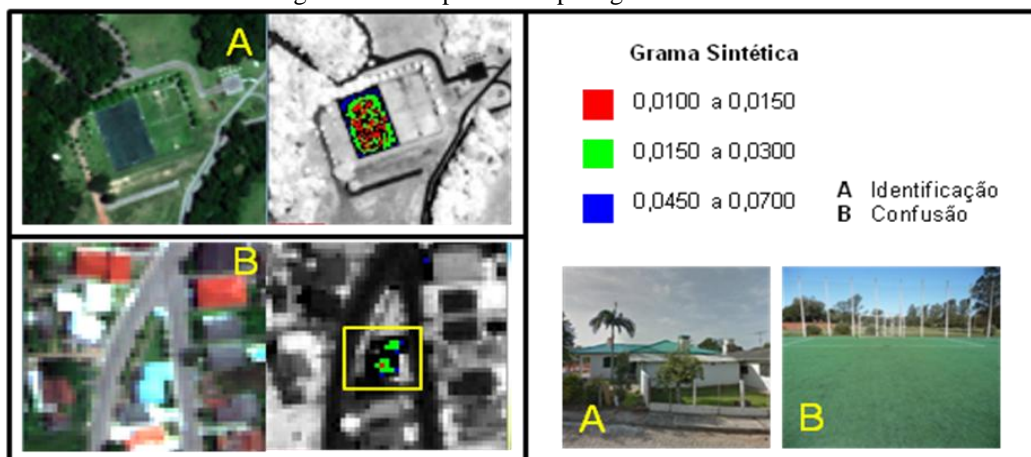 A
B
Grama Sintética
0,0100 a 0,0150
0,0150 a 0,0300
0,0450 a 0,0700
A Identificação
B Confusão
A
B